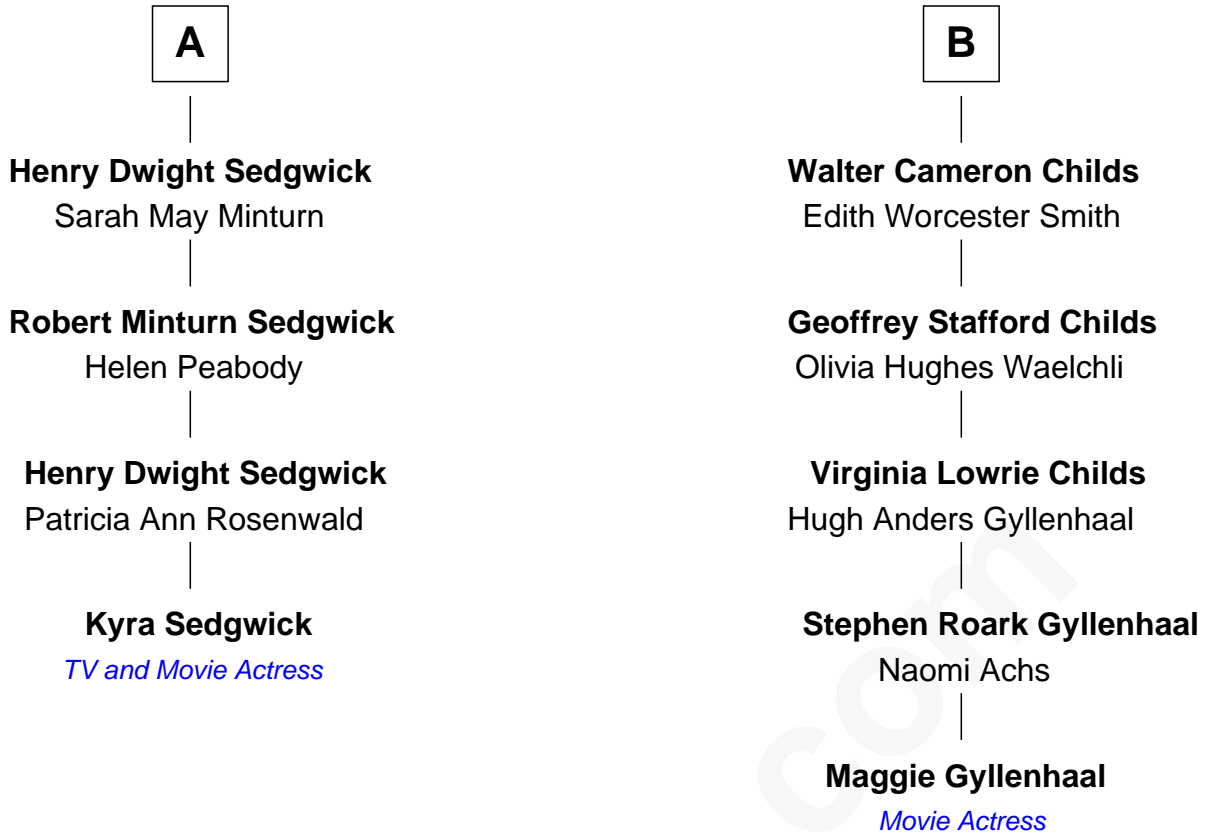 A
Henry Dwight Sedgwick
Sarah May Minturn
Robert Minturn Sedgwick
Helen Peabody
Henry Dwight Sedgwick
Patricia Ann Rosenwald
Kyra Sedgwick
TV and Movie Actress
B
Walter Cameron Childs
Edith Worcester Smith
Geoffrey Stafford Childs
Olivia Hughes Waelchli
Virginia Lowrie Childs
Hugh Anders Gyllenhaal
Stephen Roark Gyllenhaal
Naomi Achs
Maggie Gyllenhaal
Movie Actress
com